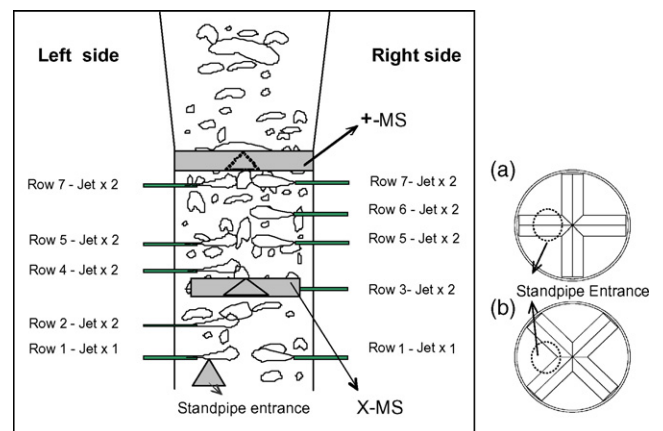 Left side
Right side
+-MS
Row 7 - Jet x 2
Row 7 - Jet x 2
Row 6 - Jet x 2
Row 5 - Jet x 2
Row 5 - Jet x 2
Row 4 - Jet x 2
Row 3- Jet x 2
Row 2 - Jet x 2
Row 1 - Jet x 1
Row 1 - Jet x 1
Standpipe entrance
X-MS
(a)
Standpipe Entrance
(b)